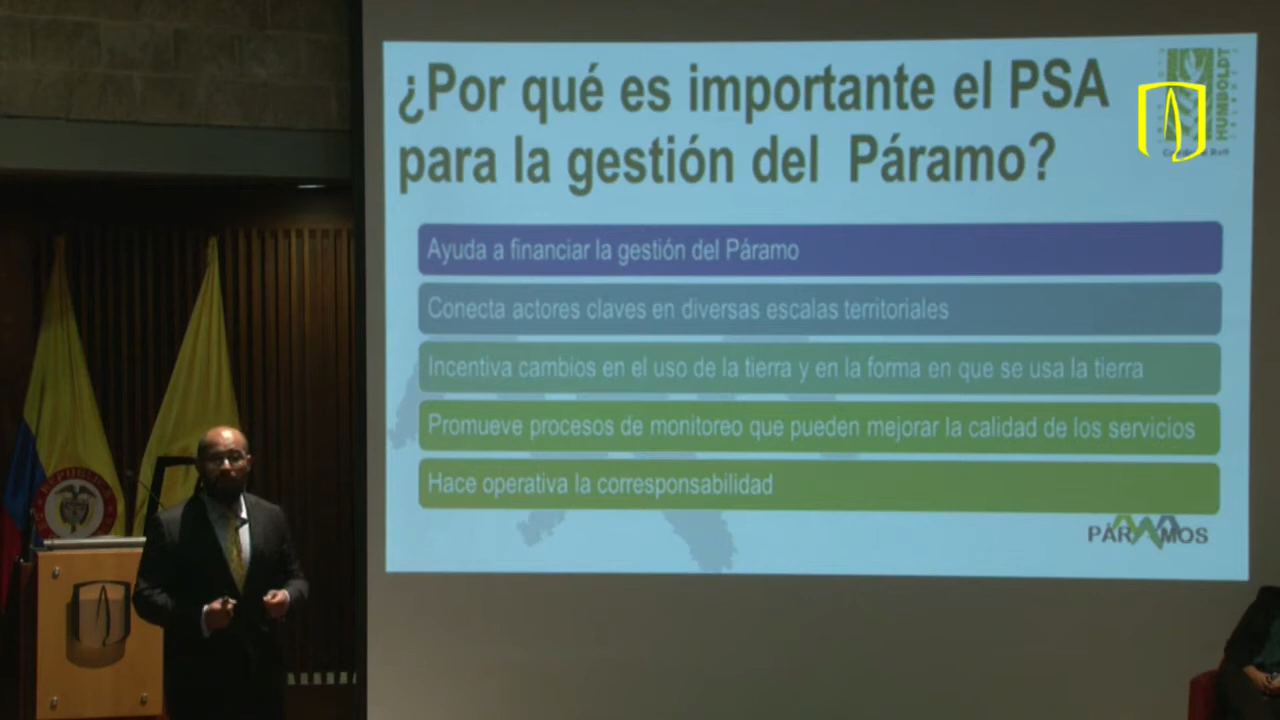 ¿Por qué es importante el PSA
para la gestión del Páramo?
HUMBOLDT
Ayuda a financiar la gestión del Páramo
Conecta actores claves en diversas escalas territoriales
Incentiva cambios en el uso de la tierra y en la forma en que se usa la tierra
Promueve procesos de monitoreo que pueden mejorar la calidad de los servicios
Hace operativa la corresponsabilidad
PÁRAMOS